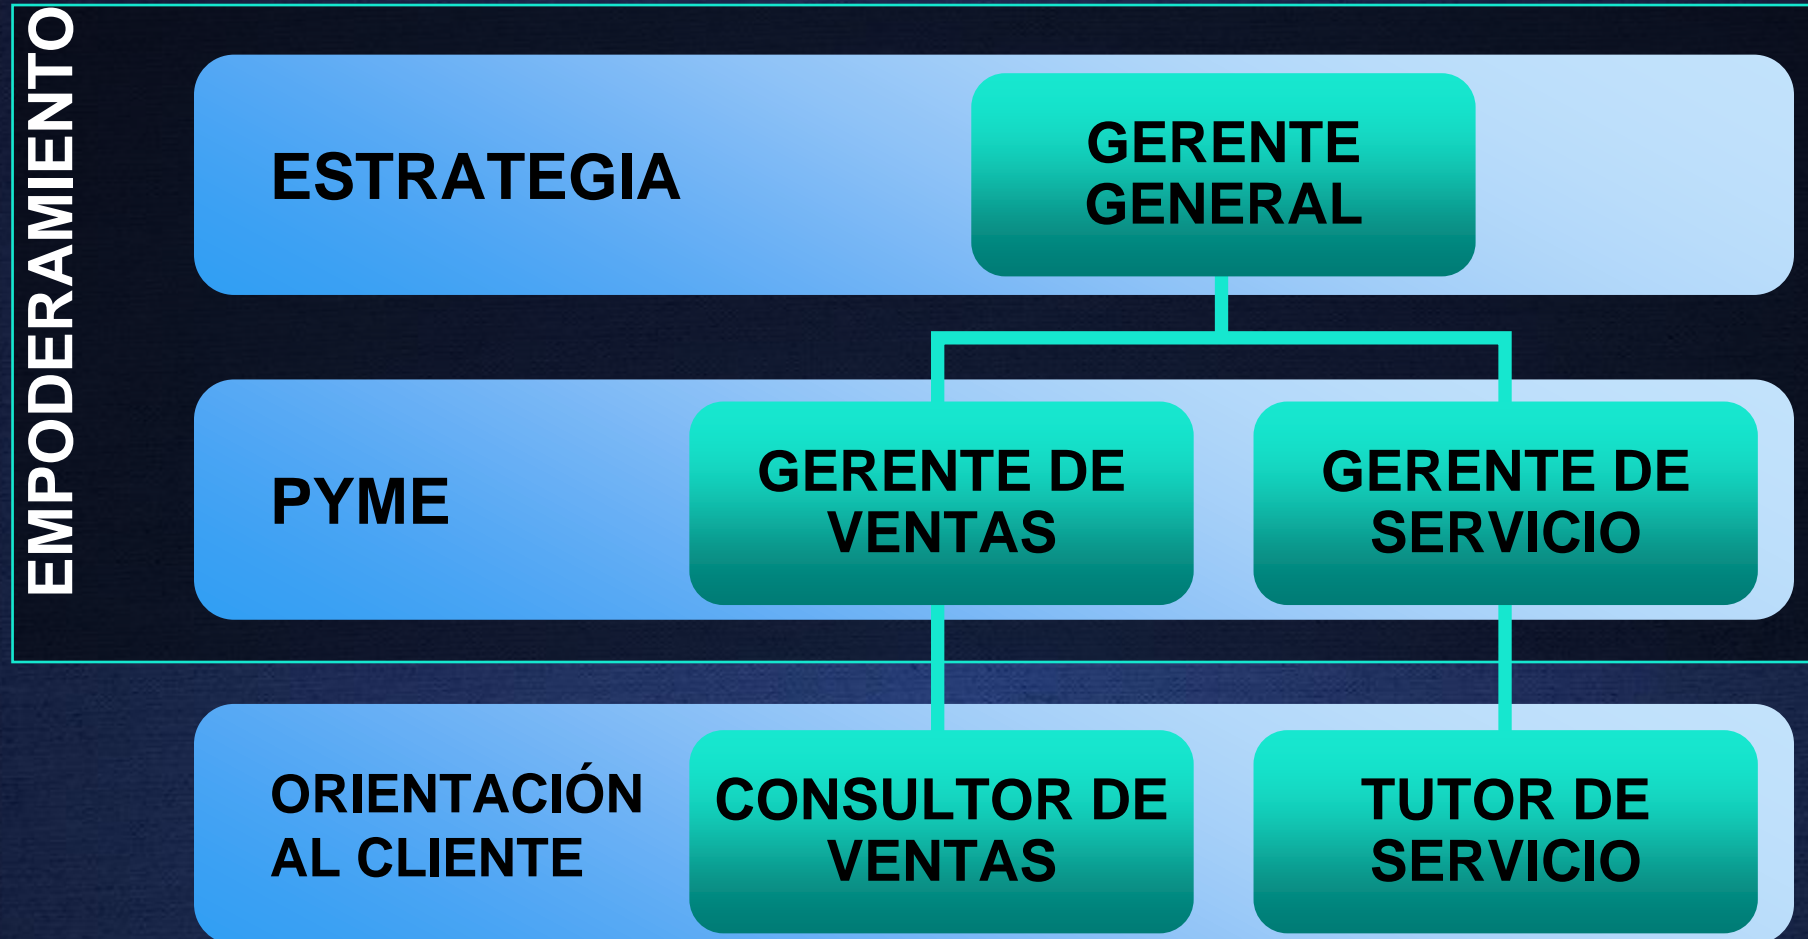 EMPODERAMIENTO
ESTRATEGIA
GERENTE
GENERAL
PYME
GERENTE DE
VENTAS
GERENTE DE
SERVICIO
ORIENTACIÓN
AL CLIENTE
CONSULTOR DE
VENTAS
TUTOR DE
SERVICIO